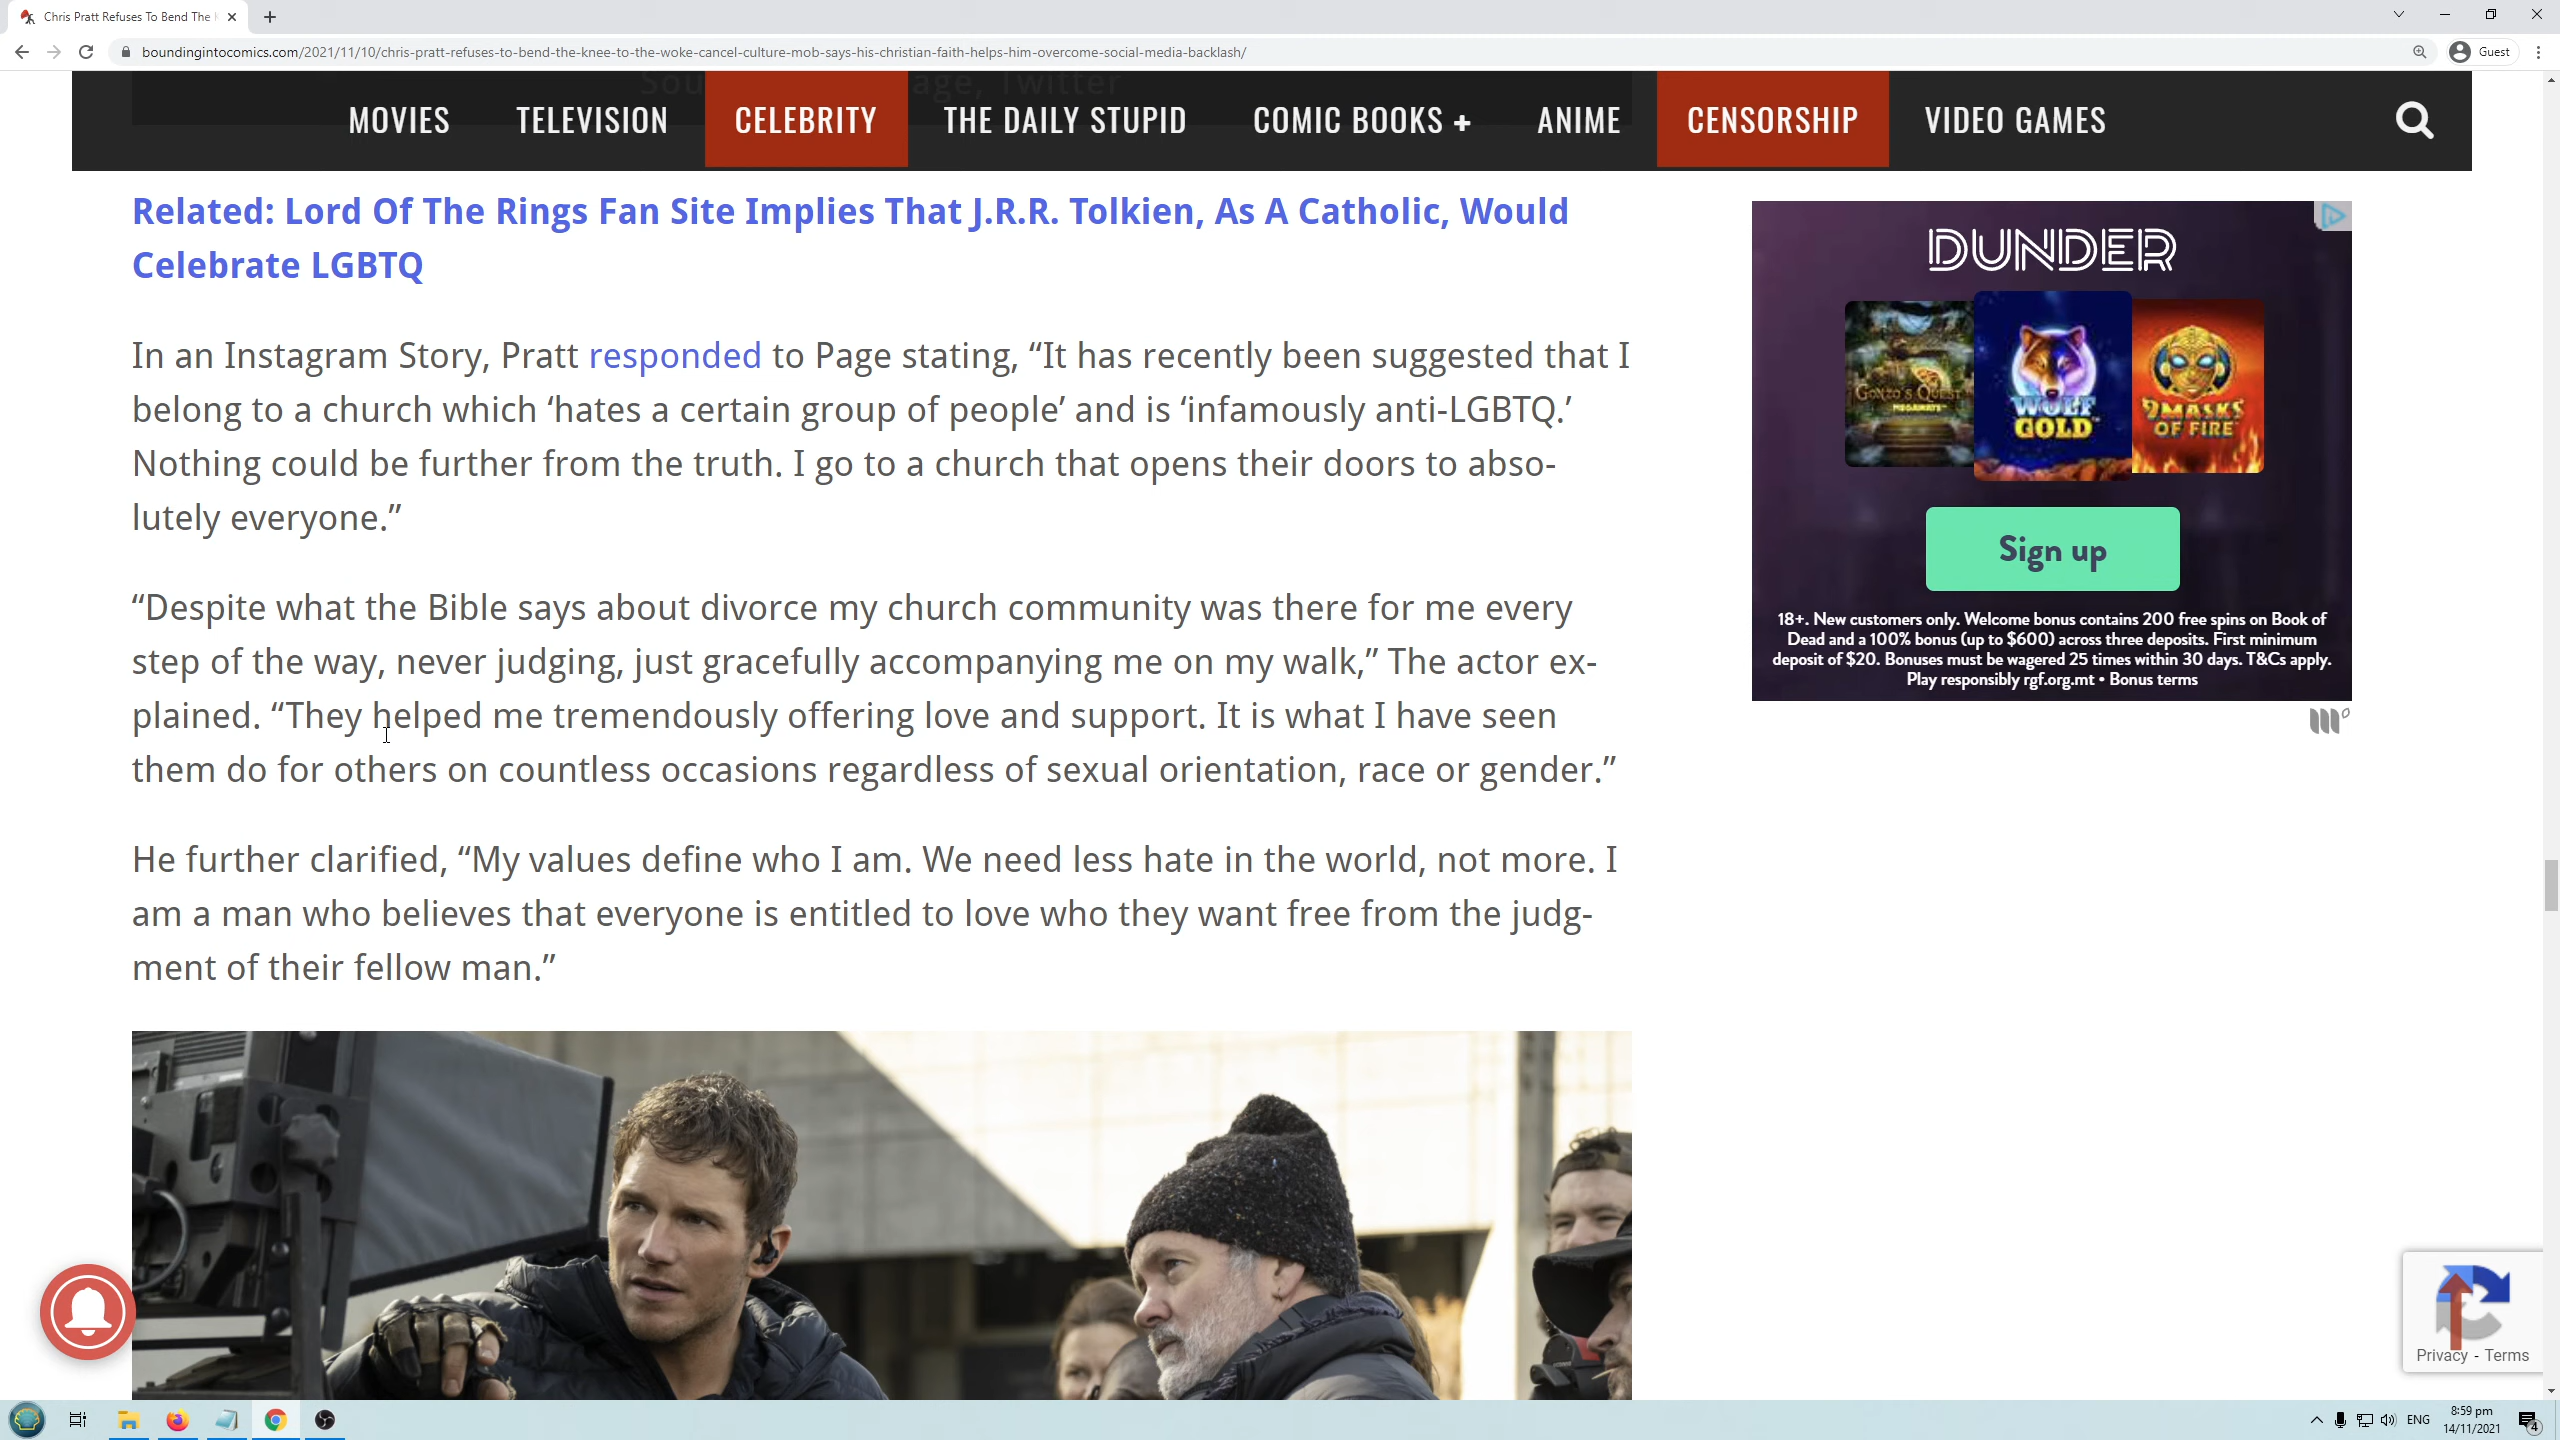 Chris Pratt Refuses To Bend The
boundingintocomics.com/2021/11/10/chris-pratt-refuses-to-bend-the-knee-to-the-woke-cancel-culture-mob-says-his-christian-faith-helps-him-overcome-social-media-backlash/
Guest
MOVIES TELEVISION CELEBRITY THE DAILY STUPID COMIC BOOKS + ANIME CENSORSHIP VIDEO GAMES
Related: Lord Of The Rings Fan Site Implies That J.R.R. Tolkien, As A Catholic, Would
Celebrate LGBTQ
In an Instagram Story, Pratt responded to Page stating, “It has recently been suggested that I
belong to a church which ‘hates a certain group of people’ and is ‘infamously anti-LGBTQ.’
Nothing could be further from the truth. I go to a church that opens their doors to abso-
lutely everyone.”
“Despite what the Bible says about divorce my church community was there for me every
step of the way, never judging, just gracefully accompanying me on my walk,” The actor ex-
plained. “They helped me tremendously offering love and support. It is what I have seen
them do for others on countless occasions regardless of sexual orientation, race or gender.”
He further clarified, “My values define who I am. We need less hate in the world, not more. I
am a man who believes that everyone is entitled to love who they want free from the judg-
ment of their fellow man.”
DUNDER
GONZO'S QUEST
MEGAWAYS
WOLF
GOLD
9 MASKS
OF FIRE
Sign up
18+. New customers only. Welcome bonus contains 200 free spins on Book of
Dead and a 100% bonus (up to $600) across three deposits. First minimum
deposit of $20. Bonuses must be wagered 25 times within 30 days. T&Cs apply.
Play responsibly rgf.org.mt • Bonus terms
Privacy - Terms
ENG
8:59 pm
14/11/2021
4